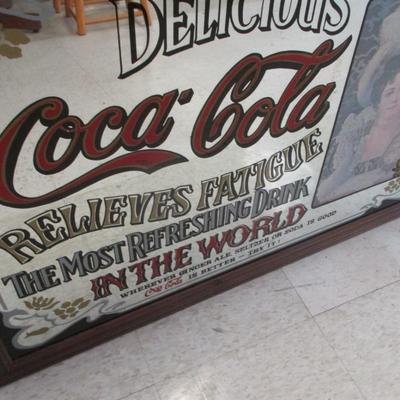 DELICIOUS
Coca-Cola
RELIEVES FATIGUE
THE MOST REFRESHING DRINK
IN THE WORLD
WHEREVER GINGER ALE, SELTZER OR SODA IS GOOD
Coca-Cola IS BETTER — TRY IT!